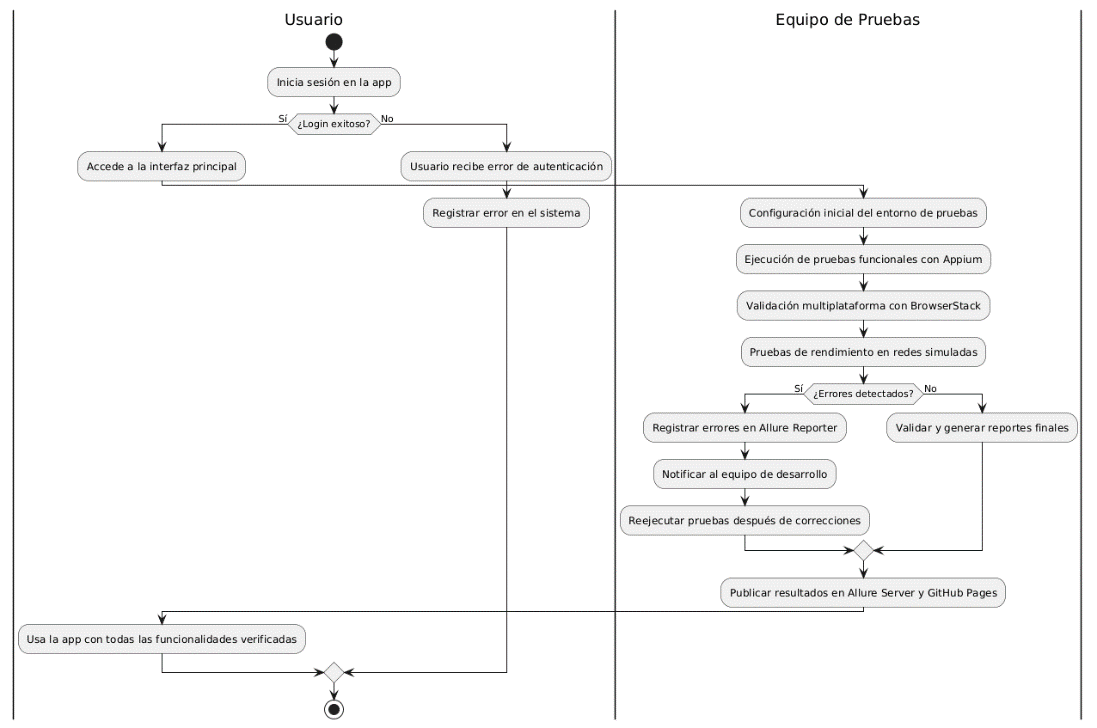 Usuario
Equipo de Pruebas
Inicia sesión en la app
¿Login exitoso?
Sí
No
Accede a la interfaz principal
Usuario recibe error de autenticación
Registrar error en el sistema
Configuración inicial del entorno de pruebas
Ejecución de pruebas funcionales con Appium
Validación multiplataforma con BrowserStack
Pruebas de rendimiento en redes simuladas
¿Errores detectados?
Sí
No
Registrar errores en Allure Reporter
Validar y generar reportes finales
Notificar al equipo de desarrollo
Reejecutar pruebas después de correcciones
Publicar resultados en Allure Server y GitHub Pages
Usa la app con todas las funcionalidades verificadas